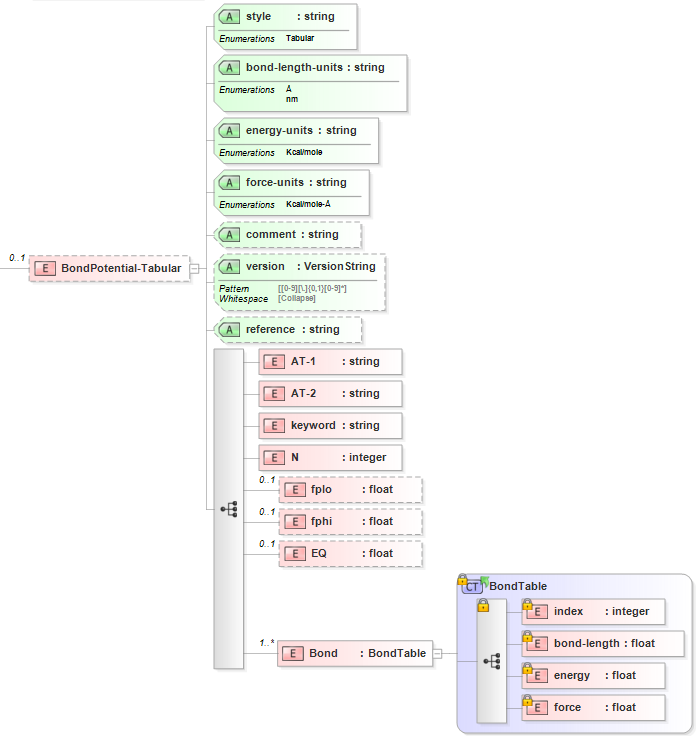 A style : string
Enumerations Tabular
A bond-length-units : string
Enumerations Å
nm
A energy-units : string
Enumerations Kcal/mole
A force-units : string
Enumerations Kcal/mole-Å
A comment : string
0..1
E BondPotential-Tabular
A version : VersionString
Pattern [[0-9][\.]{0,1}[0-9]*]
Whitespace [Collapse]
A reference : string
E AT-1 : string
E AT-2 : string
E keyword : string
E N : integer
0..1
E fplo : float
0..1
E fphi : float
0..1
E EQ : float
CT BondTable
E index : integer
1..*
E Bond : BondTable
E bond-length : float
E energy : float
E force : float